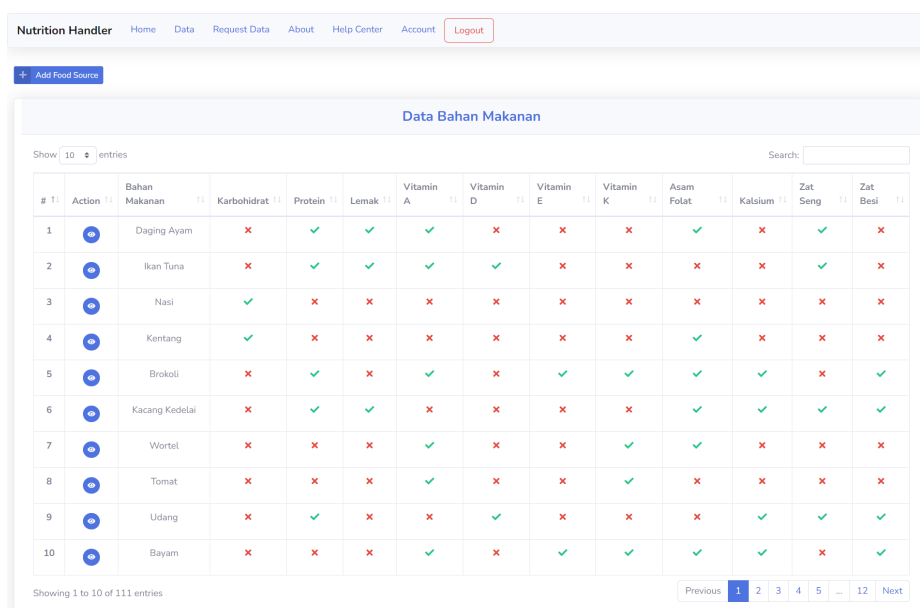 Nutrition Handler Home Data Request Data About Help Center Account Logout
+ Add Food Source
Data Bahan Makanan
Show 10 entries Search:
# Action Bahan Makanan Karbohidrat Protein Lemak Vitamin A Vitamin D Vitamin E Vitamin K Asam Folat Kalsium Zat Seng Zat Besi
1 Daging Ayam ✗ ✓ ✓ ✓ ✗ ✗ ✗ ✓ ✗ ✓ ✗
2 Ikan Tuna ✗ ✓ ✓ ✓ ✓ ✗ ✗ ✗ ✗ ✓ ✗
3 Nasi ✓ ✗ ✗ ✗ ✗ ✗ ✗ ✗ ✗ ✗ ✗
4 Kentang ✓ ✗ ✗ ✗ ✗ ✗ ✗ ✓ ✗ ✗ ✗
5 Brokoli ✗ ✓ ✗ ✓ ✗ ✓ ✓ ✓ ✓ ✗ ✓
6 Kacang Kedelai ✗ ✓ ✓ ✗ ✗ ✗ ✗ ✓ ✓ ✓ ✓
7 Wortel ✗ ✗ ✗ ✓ ✗ ✗ ✓ ✓ ✗ ✗ ✗
8 Tomat ✗ ✗ ✗ ✓ ✗ ✗ ✓ ✗ ✗ ✗ ✗
9 Udang ✗ ✓ ✗ ✗ ✓ ✗ ✗ ✗ ✓ ✓ ✓
10 Bayam ✗ ✗ ✗ ✓ ✗ ✓ ✓ ✓ ✓ ✗ ✓
Showing 1 to 10 of 111 entries Previous 1 2 3 4 5 ... 12 Next